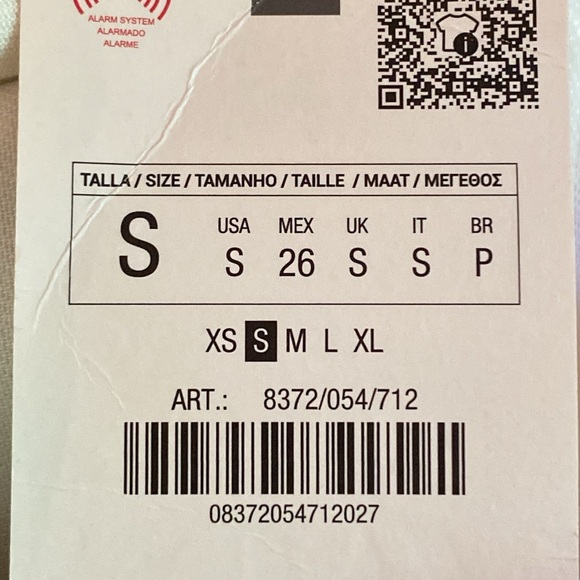 ALARM SYSTEM
ALARMADO
ALARME
TALLA / SIZE / TAMANHO / TAILLE / MAAT / ΜΕΓΕΘΟΣ
S
USA MEX UK IT BR
S 26 S S P
XS S M L XL
ART.: 8372/054/712
08372054712027